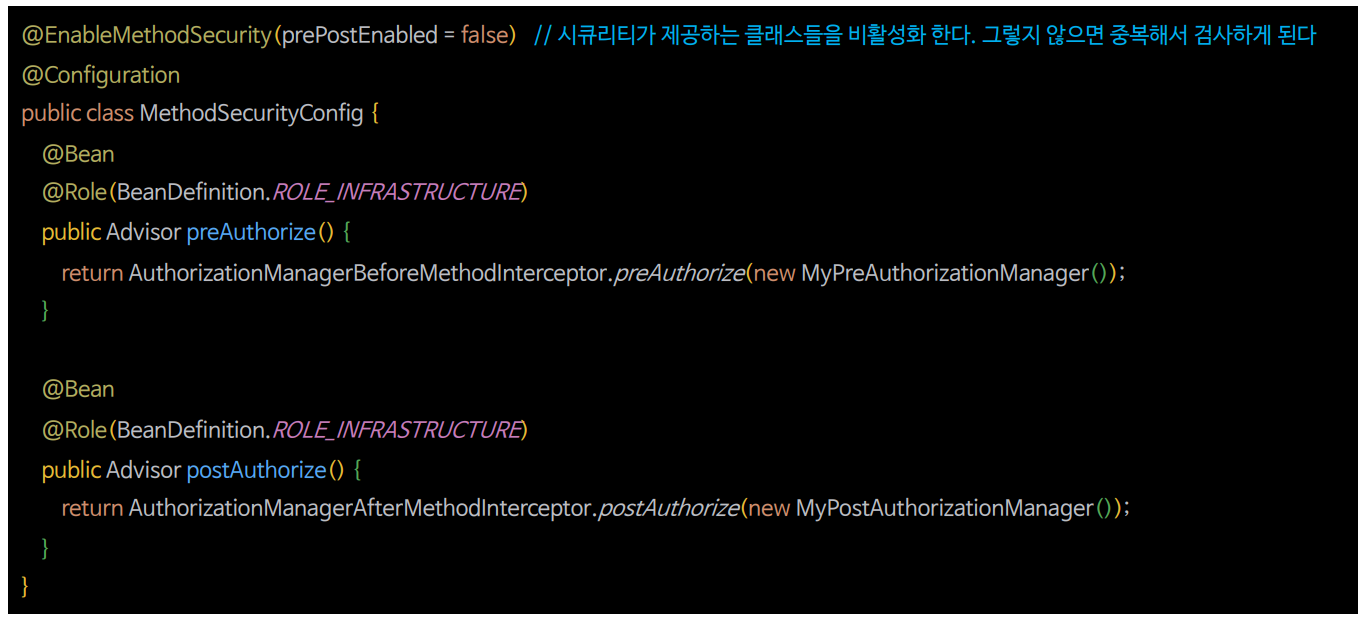 @EnableMethodSecurity(prePostEnabled = false) // 시큐리티가 제공하는 클래스들을 비활성화 한다. 그렇지 않으면 중복해서 검사하게 된다
@Configuration
public class MethodSecurityConfig {
@Bean
@Role(BeanDefinition.ROLE_INFRASTRUCTURE)
public Advisor preAuthorize() {
return AuthorizationManagerBeforeMethodInterceptor.preAuthorize(new MyPreAuthorizationManager());
}
@Bean
@Role(BeanDefinition.ROLE_INFRASTRUCTURE)
public Advisor postAuthorize() {
return AuthorizationManagerAfterMethodInterceptor.postAuthorize(new MyPostAuthorizationManager());
}
}